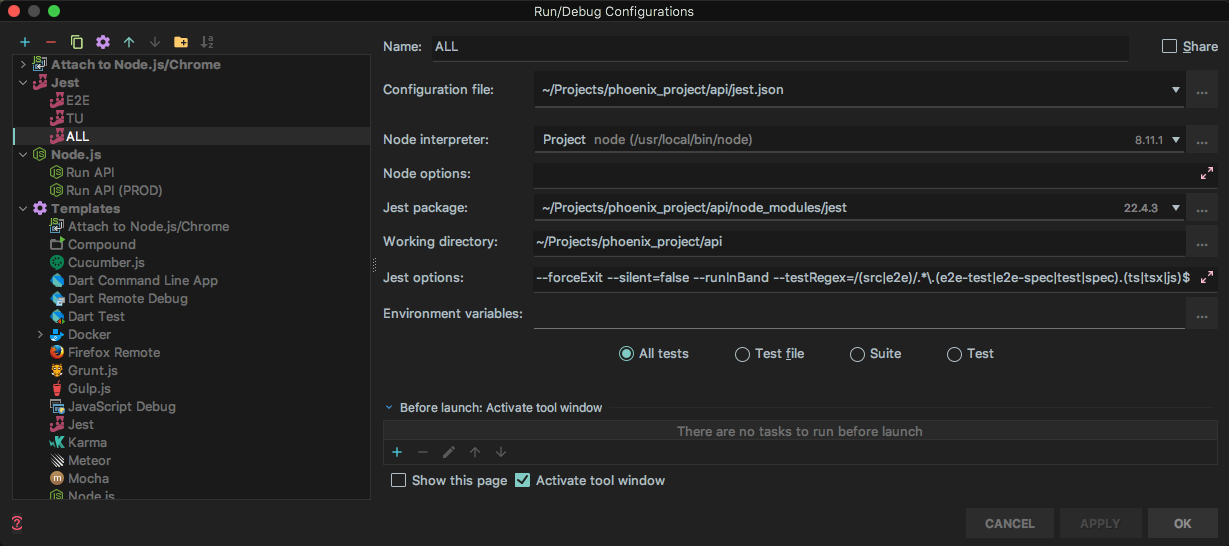 Run/Debug Configurations
Attach to Node.js/Chrome
Jest
E2E
TU
ALL
Node.js
Run API
Run API (PROD)
Templates
Attach to Node.js/Chrome
Compound
Cucumber.js
Dart Command Line App
Dart Remote Debug
Dart Test
Docker
Firefox Remote
Grunt.js
Gulp.js
JavaScript Debug
Jest
Karma
Meteor
Mocha
Node.js
Name: ALL Share
Configuration file: ~/Projects/phoenix_project/api/jest.json ...
Node interpreter: Project node (/usr/local/bin/node) 8.11.1 ...
Node options:
Jest package: ~/Projects/phoenix_project/api/node_modules/jest 22.4.3 ...
Working directory: ~/Projects/phoenix_project/api ...
Jest options: --forceExit --silent=false --runInBand --testRegex=/(src|e2e)/.*\.(e2e-test|e2e-spec|test|spec).(ts|tsx|js)$
Environment variables: ...
All tests Test file Suite Test
Before launch: Activate tool window
There are no tasks to run before launch
Show this page Activate tool window
? CANCEL APPLY OK